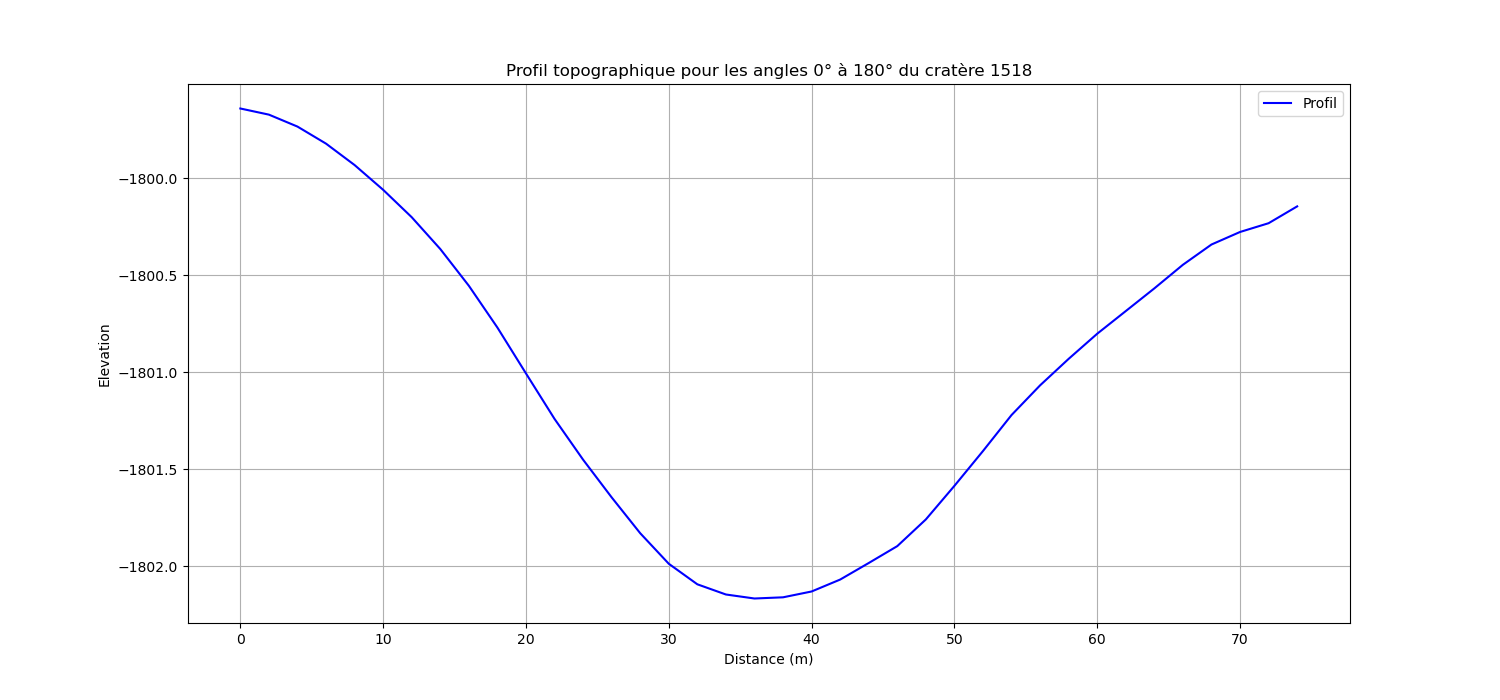 Profil topographique pour les angles 0° à 180° du cratère 1518
Profil
Elevation
−1800.0
−1800.5
−1801.0
−1801.5
−1802.0
0 10 20 30 40 50 60 70
Distance (m)